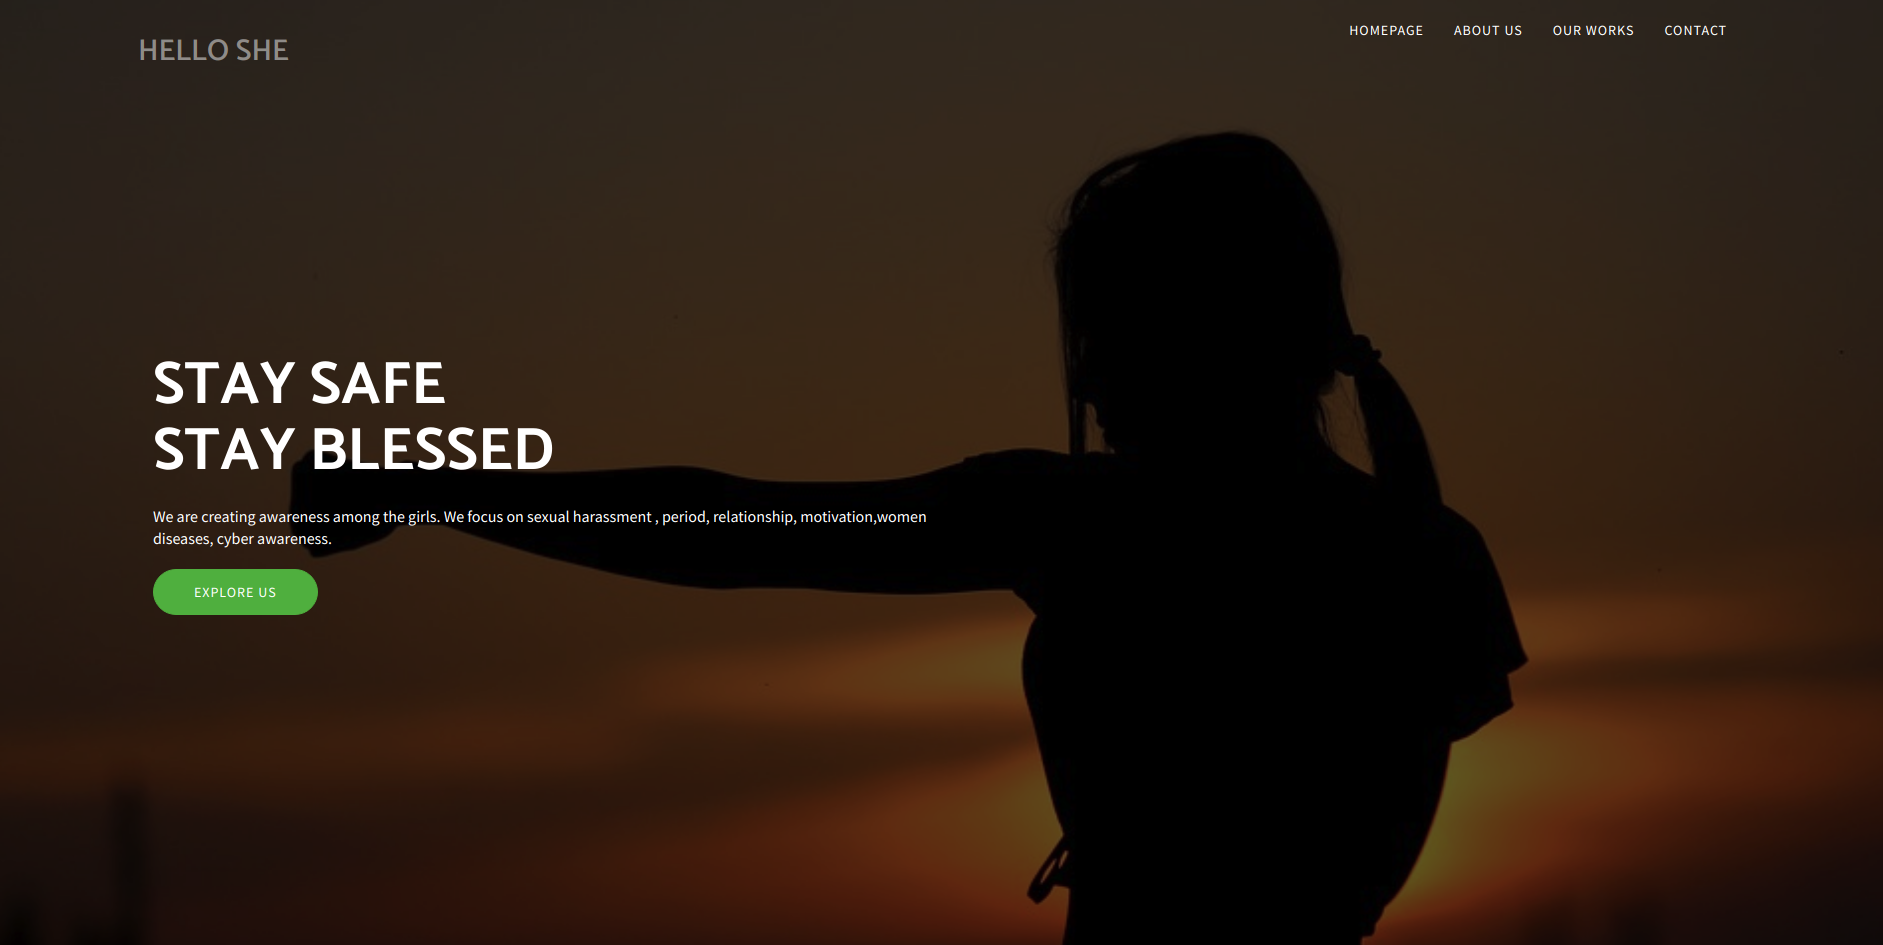 HELLO SHE
HOMEPAGE ABOUT US OUR WORKS CONTACT
STAY SAFE
STAY BLESSED
We are creating awareness among the girls. We focus on sexual harassment , period, relationship, motivation,women
diseases, cyber awareness.
EXPLORE US